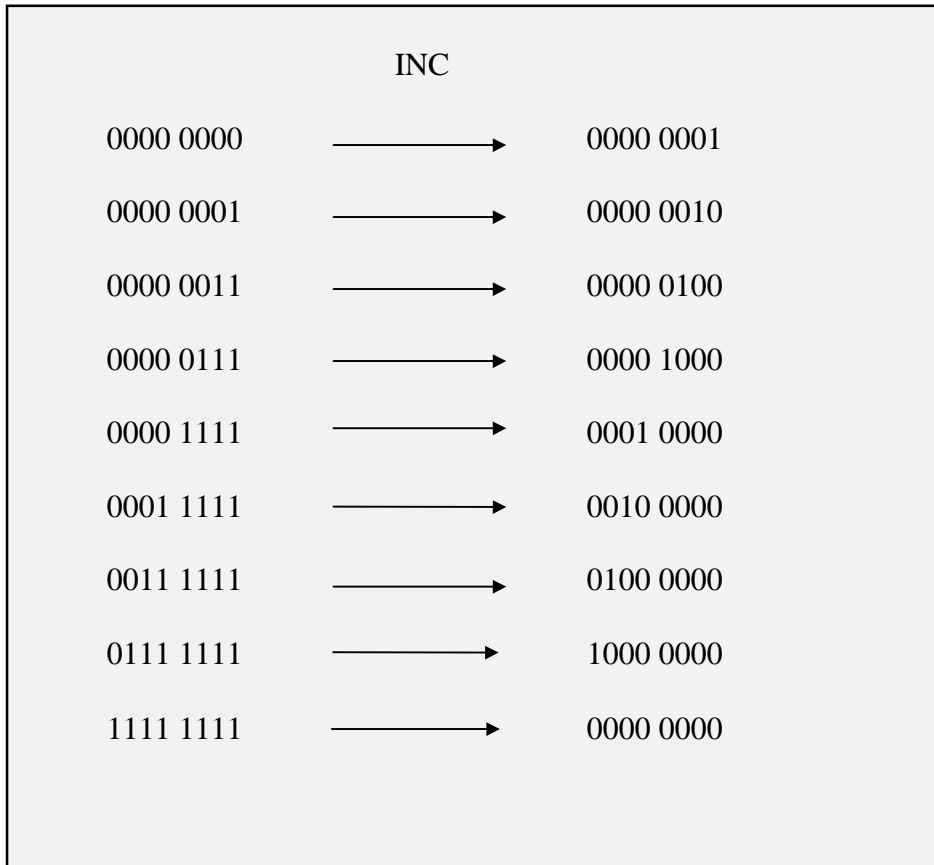 INC
0000 0000 0000 0001
0000 0001 0000 0010
0000 0011 0000 0100
0000 0111 0000 1000
0000 1111 0001 0000
0001 1111 0010 0000
0011 1111 0100 0000
0111 1111 1000 0000
1111 1111 0000 0000